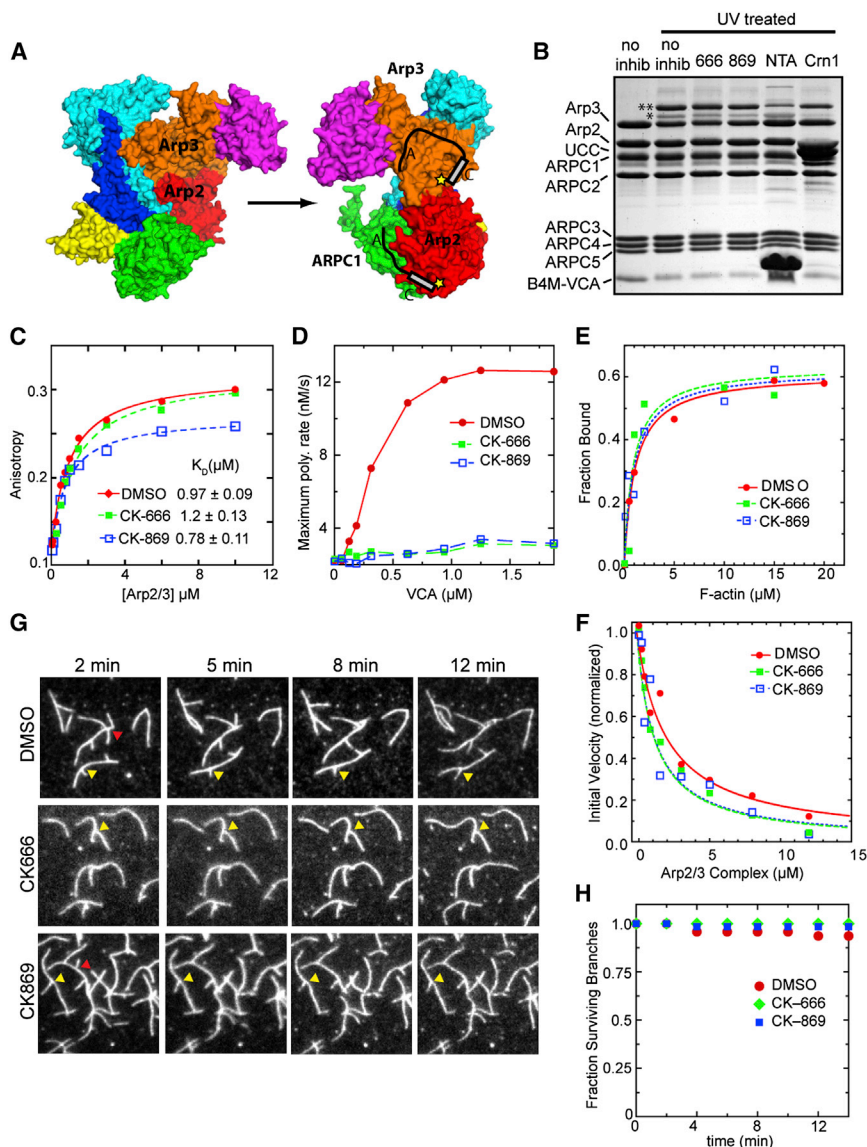 A
Arp3
Arp2
Arp3
A
C
Arp2
A
ARPC1
C
B
UV treated
no inhib
no inhib
666
869
NTA
Crn1
Arp3
**
*
Arp2
UCC
ARPC1
ARPC2
ARPC3
ARPC4
ARPC5
B4M-VCA
C
Anisotropy
0.3
0.2
0.1
KD(µM)
DMSO 0.97 ± 0.09
CK-666 1.2 ± 0.13
CK-869 0.78 ± 0.11
0 4 8 12
[Arp2/3] µM
D
Maximum poly. rate (nM/s)
12
9
6
3
DMSO
CK-666
CK-869
0.0 0.5 1.0 1.5
VCA (µM)
E
Fraction Bound
0.6
0.4
0.2
0.0
DMSO
CK-666
CK-869
0 5 10 15 20
F-actin (µM)
G
2 min 5 min 8 min 12 min
DMSO
CK666
CK869
F
Initial Velocity (normalized)
1.0
0.8
0.6
0.4
0.2
0.0
DMSO
CK-666
CK-869
0 5 10 15
Arp2/3 Complex (µM)
H
Fraction Surviving Branches
1.0
0.75
0.5
0.25
0
DMSO
CK–666
CK–869
0 4 8 12
time (min)